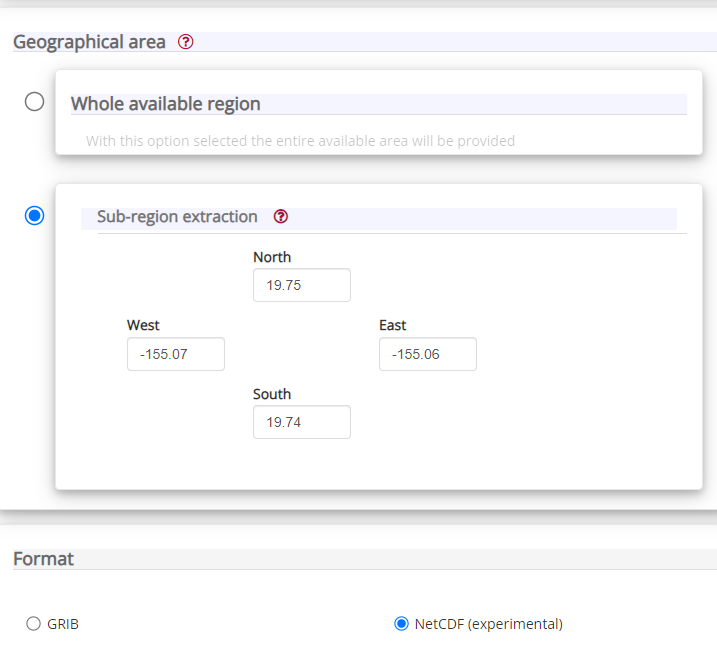 Geographical area ?
Whole available region
With this option selected the entire available area will be provided
Sub-region extraction ?
North
19.75
West East
-155.07 -155.06
South
19.74
Format
GRIB NetCDF (experimental)